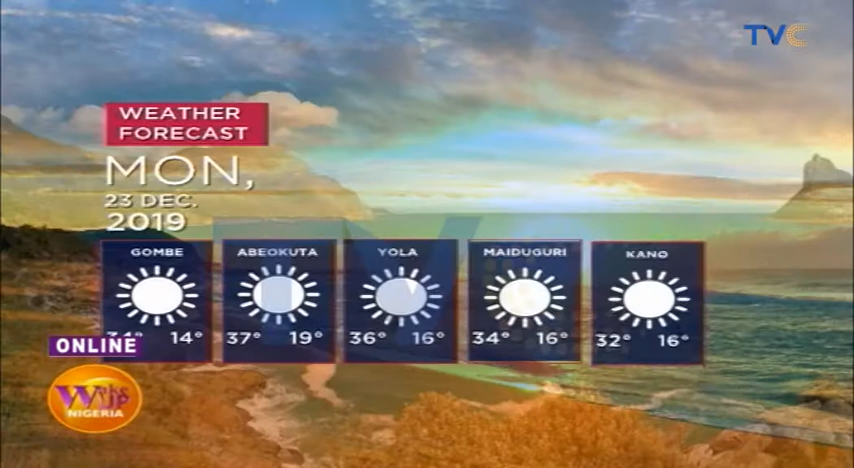 TVC
WEATHER
FORECAST
MON,
23 DEC.
2019
GOMBE
ABEOKUTA
YOLA
MAIDUGURI
KANO
14°
37° 19°
36° 16°
34° 16°
32° 16°
ONLINE
NIGERIA